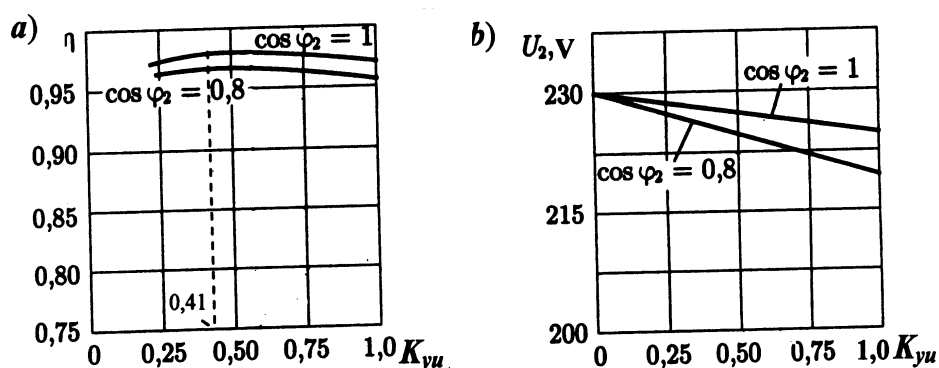 a) η
cos φ₂ = 1
cos φ₂ = 0,8
0,95
0,90
0,85
0,80
0,41
0,75
0 0,25 0,50 0,75 1,0 Kyu
b) U₂,V
230
cos φ₂ = 1
cos φ₂ = 0,8
215
200
0 0,25 0,50 0,75 1,0 Kyu